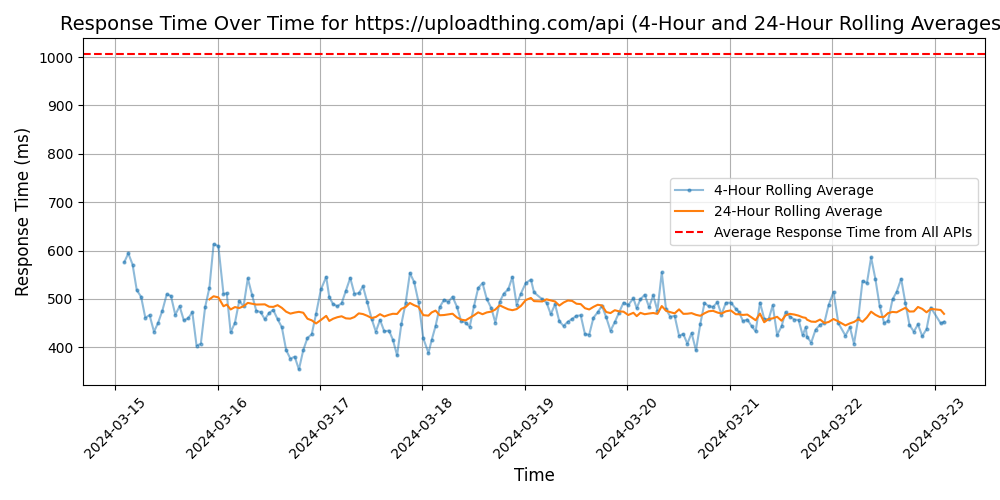 Response Time Over Time for https://uploadthing.com/api (4-Hour and 24-Hour Rolling Averages
1000
900
800
700
600
500
400
Response Time (ms)
4-Hour Rolling Average
24-Hour Rolling Average
Average Response Time from All APIs
2024-03-15
2024-03-16
2024-03-17
2024-03-18
2024-03-19
2024-03-20
2024-03-21
2024-03-22
2024-03-23
Time